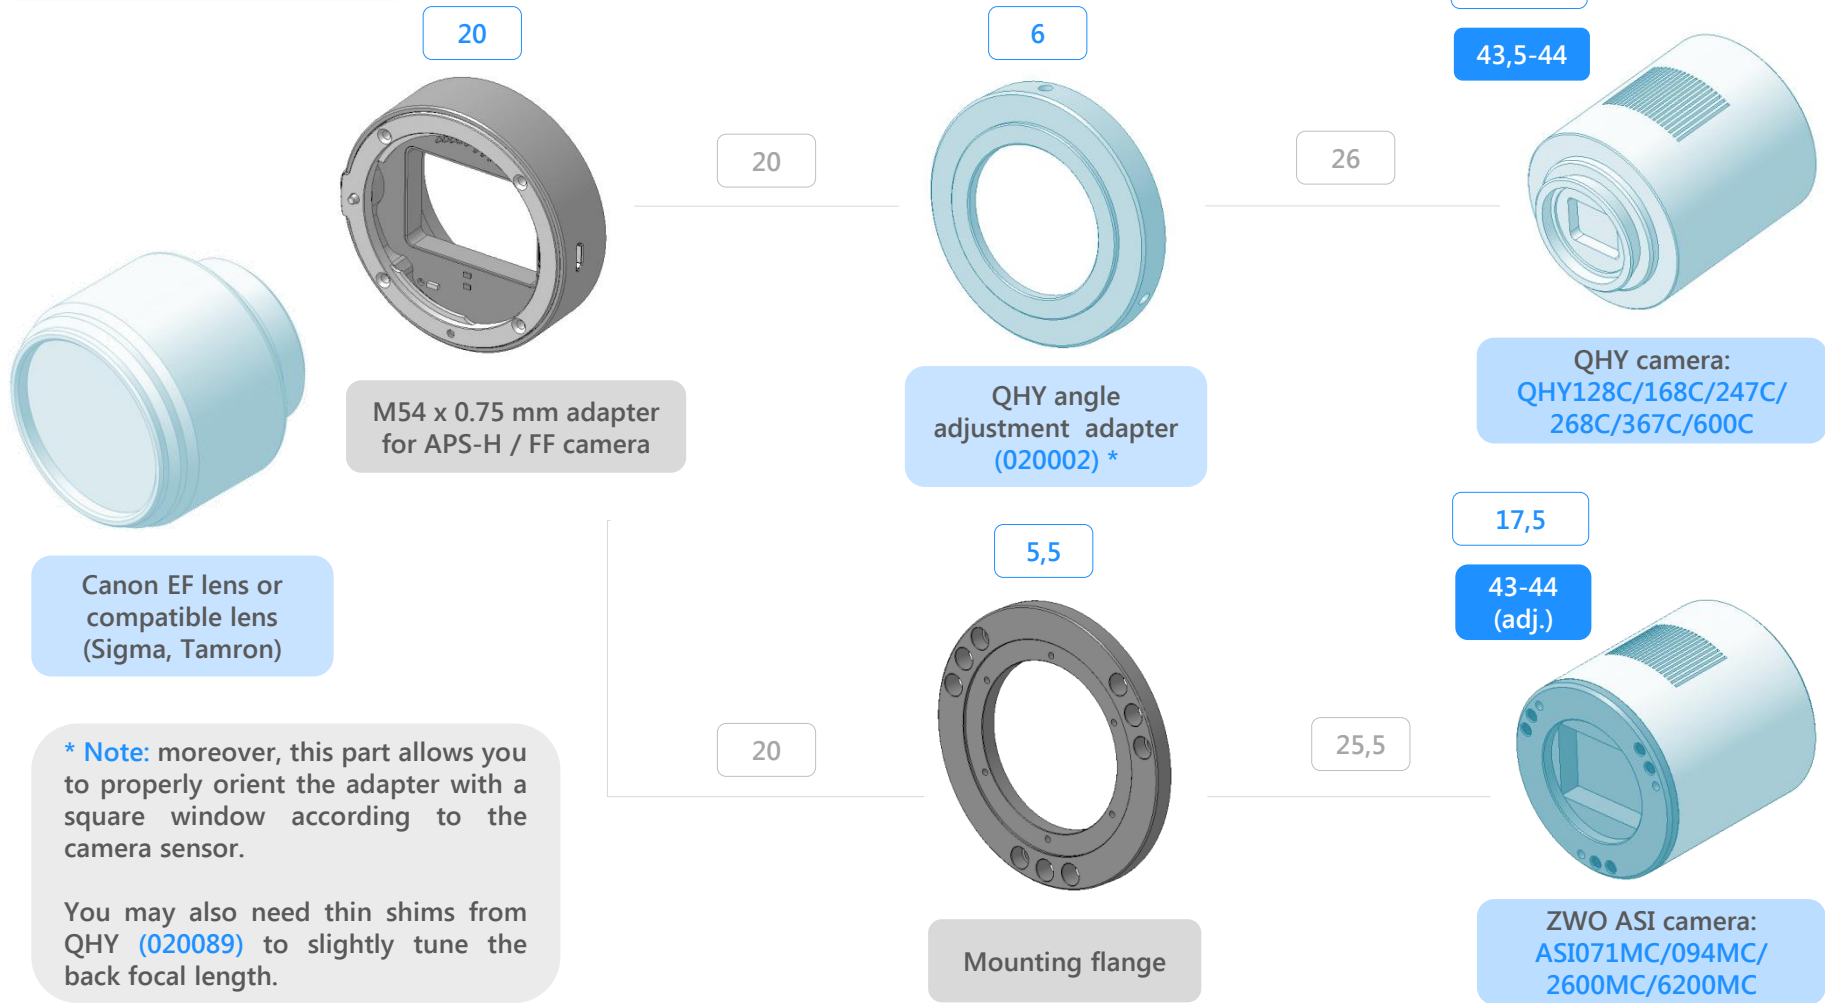 20
6
43,5-44
20
26
M54 x 0.75 mm adapter
for APS-H / FF camera
QHY angle
adjustment adapter
(020002) *
QHY camera:
QHY128C/168C/247C/
268C/367C/600C
Canon EF lens or
compatible lens
(Sigma, Tamron)
5,5
17,5
43-44
(adj.)
20
25,5
* Note: moreover, this part allows you
to properly orient the adapter with a
square window according to the
camera sensor.
You may also need thin shims from
QHY (020089) to slightly tune the
back focal length.
Mounting flange
ZWO ASI camera:
ASI071MC/094MC/
2600MC/6200MC